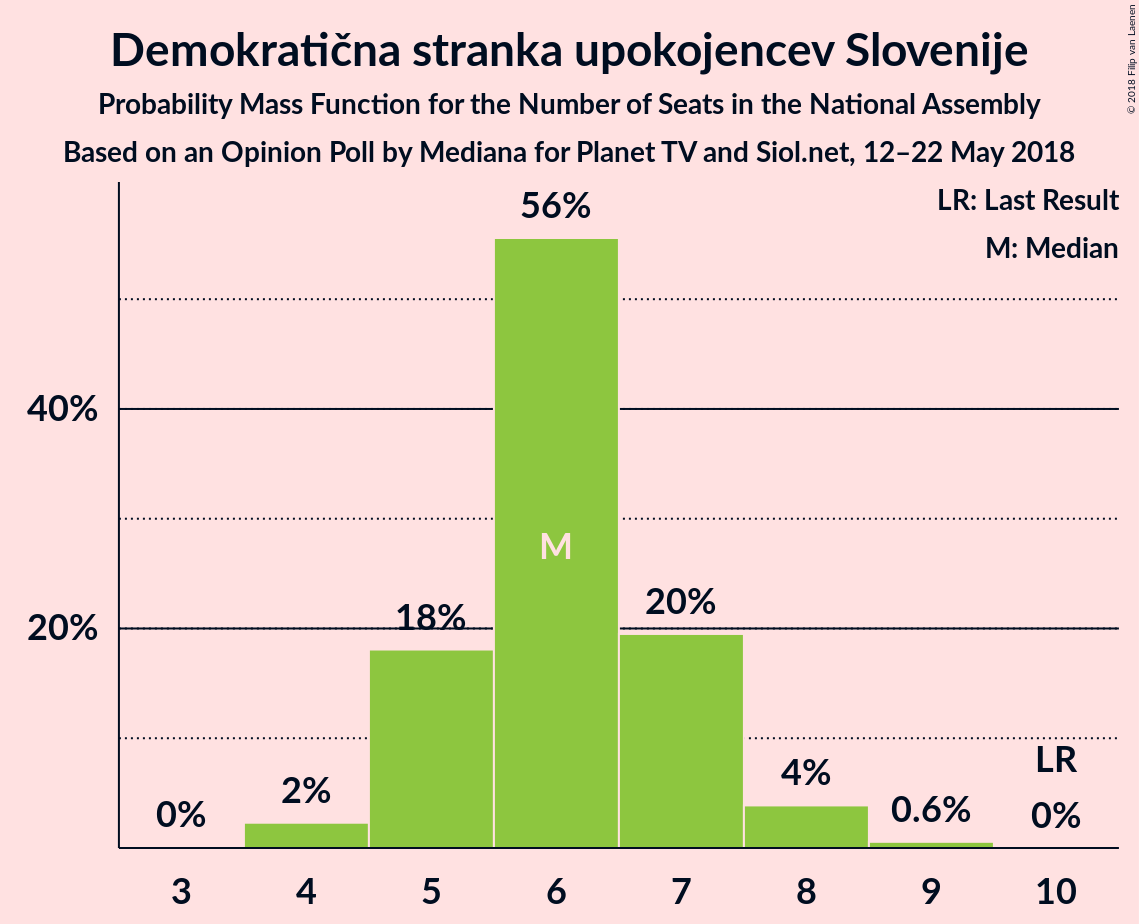 Demokratična stranka upokojencev Slovenije
Probability Mass Function for the Number of Seats in the National Assembly
Based on an Opinion Poll by Mediana for Planet TV and Siol.net, 12–22 May 2018
© 2018 Filip van Laenen
LR: Last Result
M: Median
56%
40%
M
20%
18%
20%
LR
0%
2%
4%
0.6%
0%
3 4 5 6 7 8 9 10